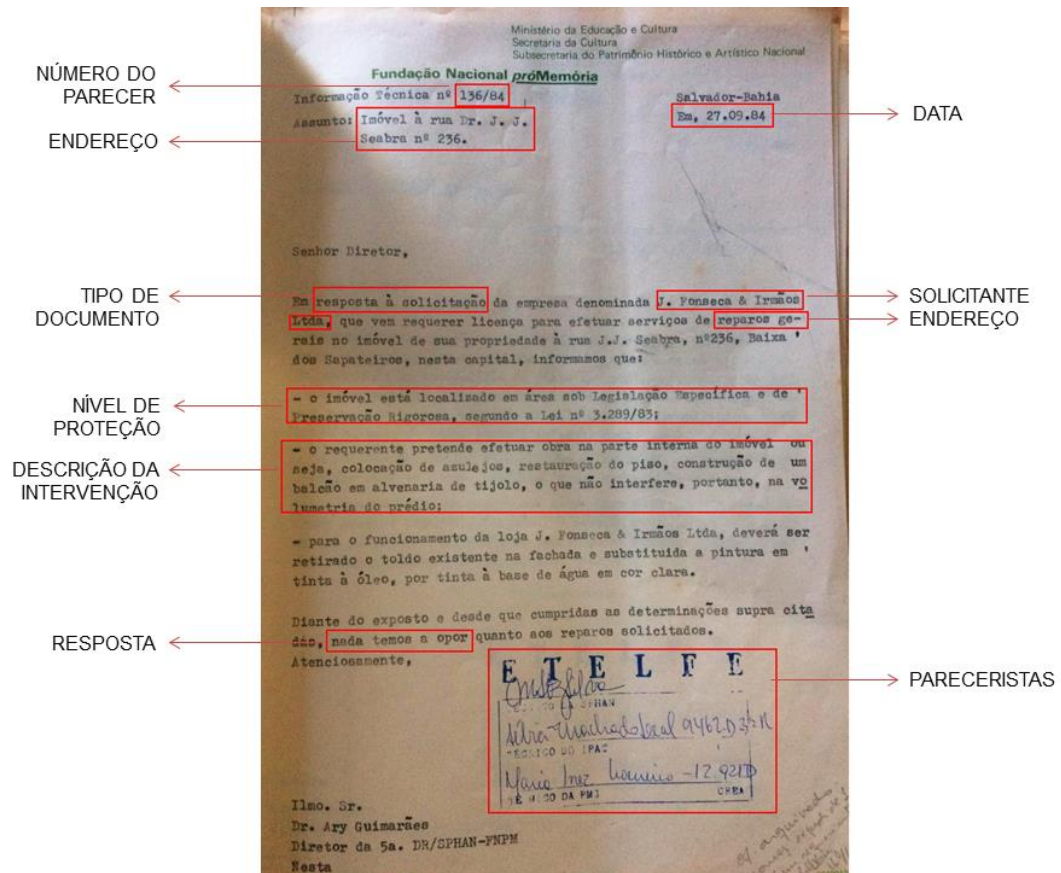 Ministério da Educação e Cultura
Secretaria da Cultura
Subsecretaria do Patrimônio Histórico e Artístico Nacional
Fundação Nacional próMemória
NÚMERO DO
PARECER
Informação Técnica nº 136/84
Salvador-Bahia
Assunto: Imóvel à rua Dr. J. J.
Em, 27.09.84
DATA
Seabra nº 236.
ENDEREÇO
Senhor Diretor,
TIPO DE
DOCUMENTO
Em resposta à solicitação da empresa denominada J. Fonseca & Irmãos
SOLICITANTE
ENDEREÇO
Ltda, que vem requerer licença para efetuar serviços de reparos ge-
rais no imóvel de sua propriedade à rua J.J. Seabra, nº236, Baixa '
dos Sapateiros, nesta capital, informamos que:
NÍVEL DE
PROTEÇÃO
- o imóvel está localizado em área sob Legislação Específica e de '
Preservação Rigorosa, segundo a Lei nº 3.289/83;
DESCRIÇÃO DA
INTERVENÇÃO
- o requerente pretende efetuar obra na parte interna do imóvel ou
seja, colocação de azulejos, restauração do piso, construção de um
balcão em alvenaria de tijolo, o que não interfere, portanto, na vo
lumetria do prédio;
- para o funcionamento da loja J. Fonseca & Irmãos Ltda, deverá ser
retirado o toldo existente na fachada e substituida a pintura em '
tinta à óleo, por tinta à base de água em cor clara.
Diante do exposto e desde que cumpridas as determinações supra cita
das, nada temos a opor quanto aos reparos solicitados.
RESPOSTA
Atenciosamente,
E T E L F E
PARECERISTAS
TÉCNICO DA SPHAN
TÉCNICO DO IPAC
Maria Inez
TÉCNICO DA PMS CREA
Ilmo. Sr.
Dr. Ary Guimarães
Diretor da 5a. DR/SPHAN-FNPM
Nesta